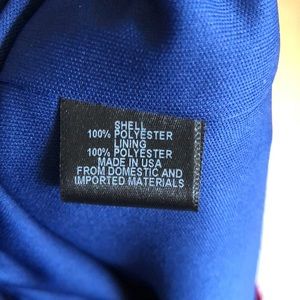 SHELL
100% POLYESTER
LINING
100% POLYESTER
MADE IN USA
FROM DOMESTIC AND
IMPORTED MATERIALS